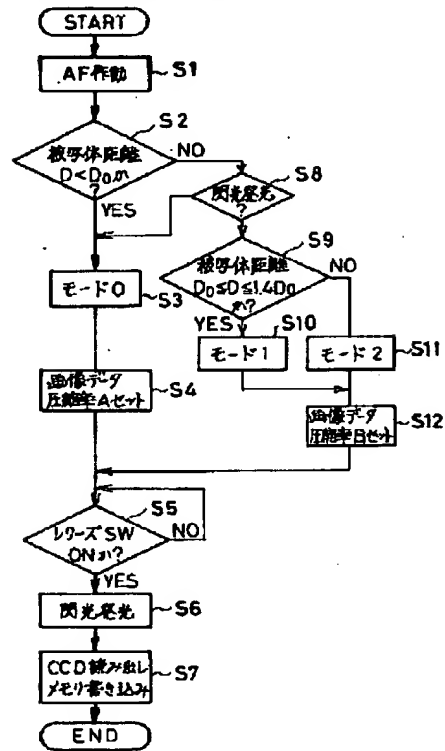 START
AF作動
S1
S2
被写体距離
D<D0か
?
NO
YES
S8
閃光発光
?
S9
被写体距離
D0≤D≤1.4D0
か?
NO
YES
モード0
S3
S10
モード1
モード2
S11
画像データ
圧縮率Aセット
S4
画像データ
圧縮率Bセット
S12
S5
レリーズSW
ONか?
NO
YES
閃光発光
S6
CCD読み出し
メモリ書き込み
S7
END